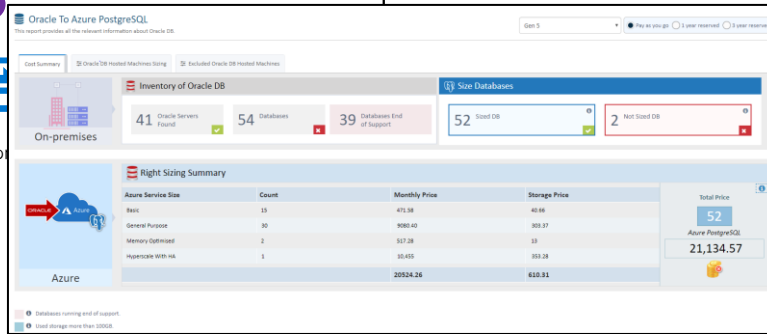 Oracle To Azure PostgreSQL
This report provides all the relevant information about Oracle DB.
Gen 5
Pay as you go 1 year reserved 3 year reserve
Cost Summary Oracle DB Hosted Machines Sizing Excluded Oracle DB Hosted Machines
On-premises
Inventory of Oracle DB
41 Oracle Servers Found
54 Databases
39 Databases End of Support
Size Databases
52 Sized DB
2 Not Sized DB
or
ORACLE Azure
Azure
Right Sizing Summary
Azure Service Size Count Monthly Price Storage Price
Basic 15 471.58 40.66
General Purpose 30 9080.40 303.37
Memory Optimised 2 517.28 10
Hyperscale With HA 1 10,455 353.28
20524.26 610.31
Total Price
52
Azure PostgreSQL
21,134.57
Databases running end of support.
Used storage more than 100GB.